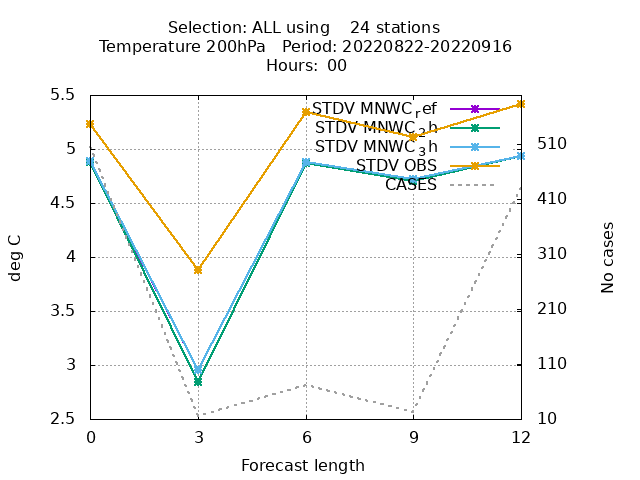 Selection: ALL using    24 stations
Temperature 200hPa   Period: 20220822-20220916
Hours: 00
5.5
5
4.5
4
3.5
3
2.5
deg C
STDV MNWC_ref
STDV MNWC_2h
STDV MNWC_3h
STDV OBS
CASES
510
410
310
210
110
10
No cases
0 3 6 9 12
Forecast length